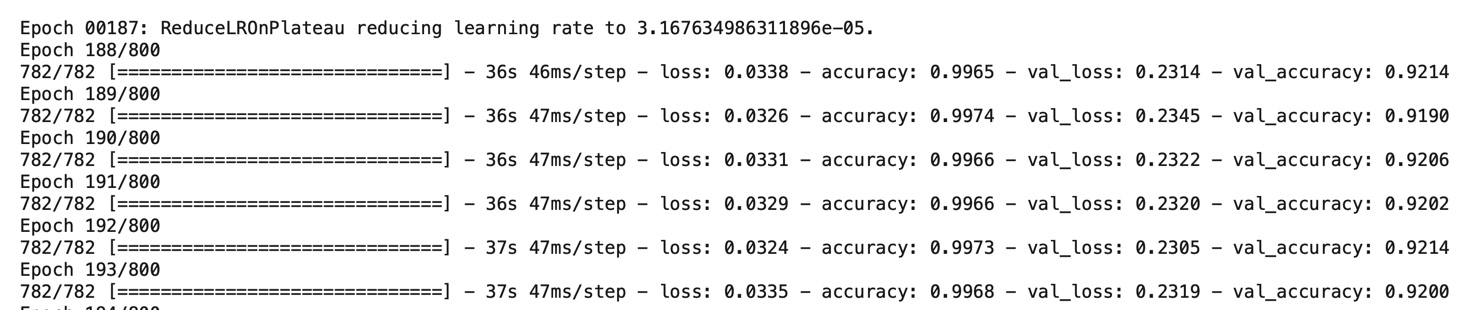 Epoch 00187: ReduceLROnPlateau reducing learning rate to 3.167634986311896e-05.
Epoch 188/800
782/782 [==============================] - 36s 46ms/step - loss: 0.0338 - accuracy: 0.9965 - val_loss: 0.2314 - val_accuracy: 0.9214
Epoch 189/800
782/782 [==============================] - 36s 47ms/step - loss: 0.0326 - accuracy: 0.9974 - val_loss: 0.2345 - val_accuracy: 0.9190
Epoch 190/800
782/782 [==============================] - 36s 47ms/step - loss: 0.0331 - accuracy: 0.9966 - val_loss: 0.2322 - val_accuracy: 0.9206
Epoch 191/800
782/782 [==============================] - 36s 47ms/step - loss: 0.0329 - accuracy: 0.9966 - val_loss: 0.2320 - val_accuracy: 0.9202
Epoch 192/800
782/782 [==============================] - 37s 47ms/step - loss: 0.0324 - accuracy: 0.9973 - val_loss: 0.2305 - val_accuracy: 0.9214
Epoch 193/800
782/782 [==============================] - 37s 47ms/step - loss: 0.0335 - accuracy: 0.9968 - val_loss: 0.2319 - val_accuracy: 0.9200